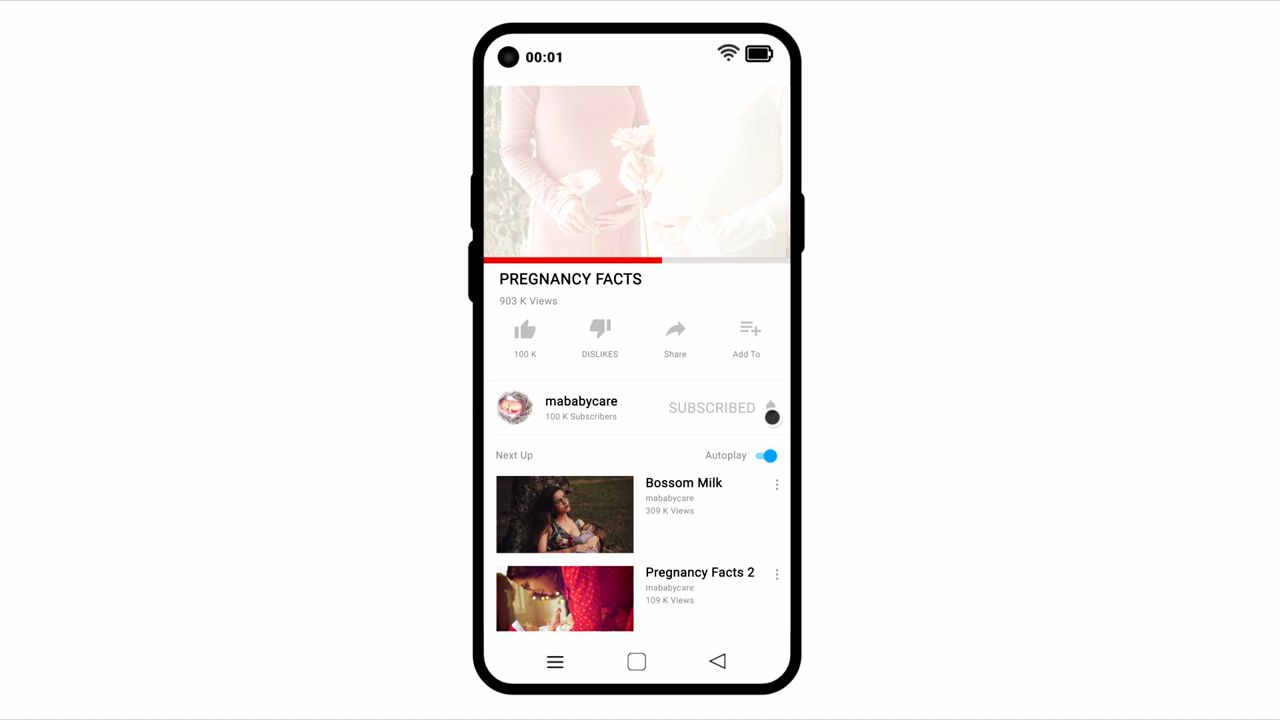 00:01
PREGNANCY FACTS
903 K Views
100 K
DISLIKES
Share
Add To
mababycare
100 K Subscribers
SUBSCRIBED
Next Up
Autoplay
Bossom Milk
mababycare
309 K Views
Pregnancy Facts 2
mababycare
109 K Views